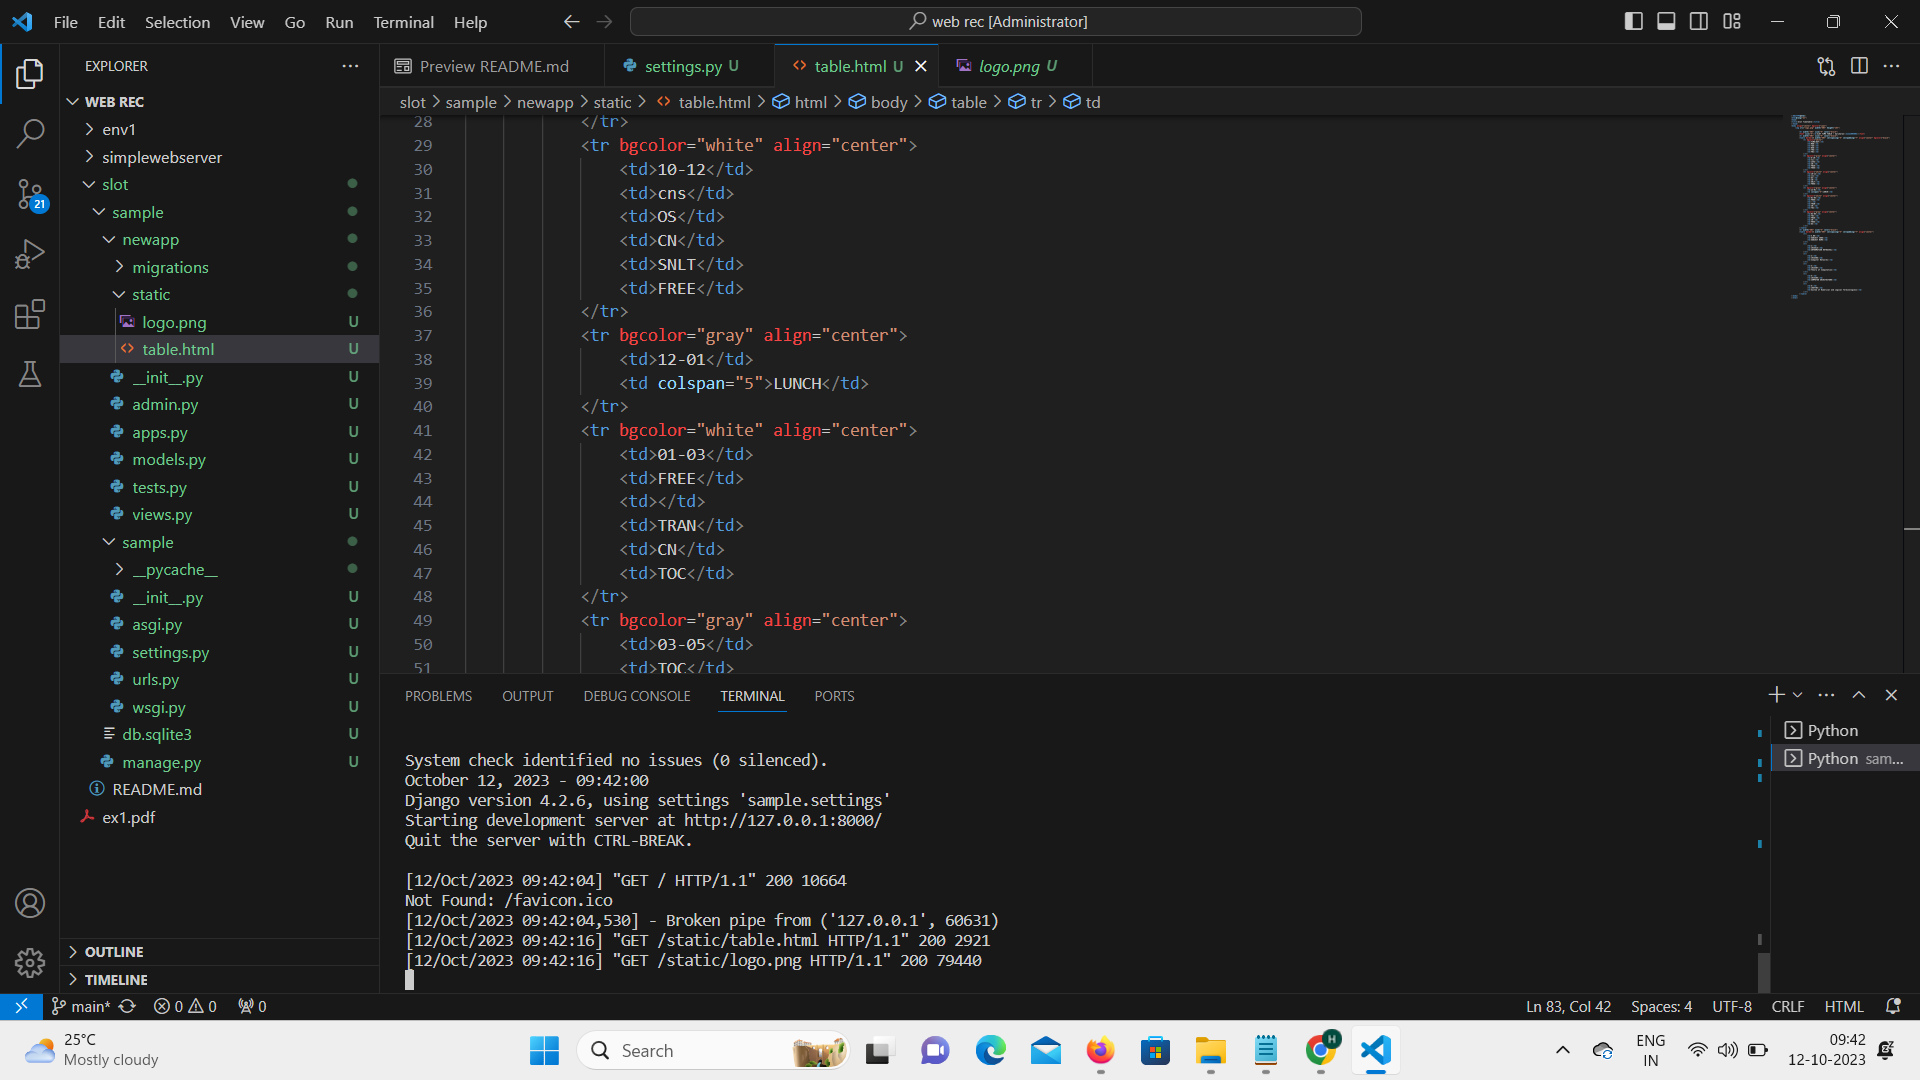 File Edit Selection View Go Run Terminal Help
web rec [Administrator]
EXPLORER
WEB REC
env1
simplewebserver
slot
sample
newapp
migrations
static
logo.png U
table.html U
__init__.py U
admin.py U
apps.py U
models.py U
tests.py U
views.py U
sample
__pycache__
__init__.py U
asgi.py U
settings.py U
urls.py U
wsgi.py U
db.sqlite3 U
manage.py U
README.md
ex1.pdf
OUTLINE
TIMELINE
21
Preview README.md
settings.py U
table.html U
logo.png U
slot > sample > newapp > static > table.html > html > body > table > tr > td
28 </tr>
29 <tr bgcolor="white" align="center">
30 <td>10-12</td>
31 <td>cns</td>
32 <td>OS</td>
33 <td>CN</td>
34 <td>SNLT</td>
35 <td>FREE</td>
36 </tr>
37 <tr bgcolor="gray" align="center">
38 <td>12-01</td>
39 <td colspan="5">LUNCH</td>
40 </tr>
41 <tr bgcolor="white" align="center">
42 <td>01-03</td>
43 <td>FREE</td>
44 <td></td>
45 <td>TRAN</td>
46 <td>CN</td>
47 <td>TOC</td>
48 </tr>
49 <tr bgcolor="gray" align="center">
50 <td>03-05</td>
51 <td>TOC</td>
PROBLEMS OUTPUT DEBUG CONSOLE TERMINAL PORTS
System check identified no issues (0 silenced).
October 12, 2023 - 09:42:00
Django version 4.2.6, using settings 'sample.settings'
Starting development server at http://127.0.0.1:8000/
Quit the server with CTRL-BREAK.
[12/Oct/2023 09:42:04] "GET / HTTP/1.1" 200 10664
Not Found: /favicon.ico
[12/Oct/2023 09:42:04,530] - Broken pipe from ('127.0.0.1', 60631)
[12/Oct/2023 09:42:16] "GET /static/table.html HTTP/1.1" 200 2921
[12/Oct/2023 09:42:16] "GET /static/logo.png HTTP/1.1" 200 79440
Python
Python sam...
main* 0 0 0
Ln 83, Col 42 Spaces: 4 UTF-8 CRLF HTML
25°C
Mostly cloudy
Search
H
ENG
IN
09:42
12-10-2023